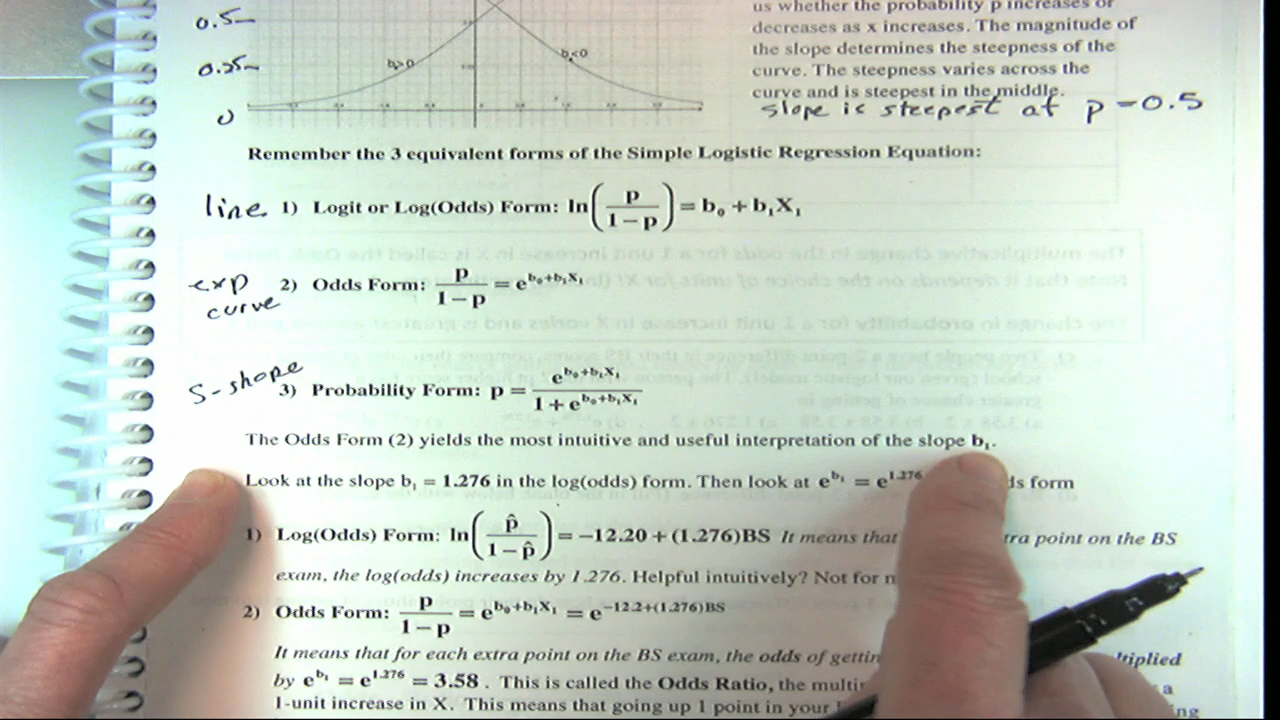 us whether the probability p increases or
decreases as x increases. The magnitude of
the slope determines the steepness of the
curve. The steepness varies across the
curve and is steepest in the middle.
slope is steepest at p = 0.5
0.5
0.25
0
b>0
b<0
Remember the 3 equivalent forms of the Simple Logistic Regression Equation:
line. 1) Logit or Log(Odds) Form: ln(p/(1−p)) = b₀ + b₁X₁
exp curve 2) Odds Form: p/(1−p) = e^(b₀+b₁X₁)
S-shape 3) Probability Form: p = e^(b₀+b₁X₁)/(1+e^(b₀+b₁X₁))
The Odds Form (2) yields the most intuitive and useful interpretation of the slope b₁.
Look at the slope b₁ = 1.276 in the log(odds) form. Then look at e^b₁ = e^1.276 form
1) Log(Odds) Form: ln(p̂/(1−p̂)) = −12.20 + (1.276)BS It means that point on the BS
exam, the log(odds) increases by 1.276. Helpful intuitively? Not for
2) Odds Form: p/(1−p) = e^(b₀+b₁X₁) = e^(−12.2+(1.276)BS)
It means that for each extra point on the BS exam, the odds of
by e^b₁ = e^1.276 = 3.58 . This is called the Odds Ratio, the a
1-unit increase in X. This means that going up 1 point in your